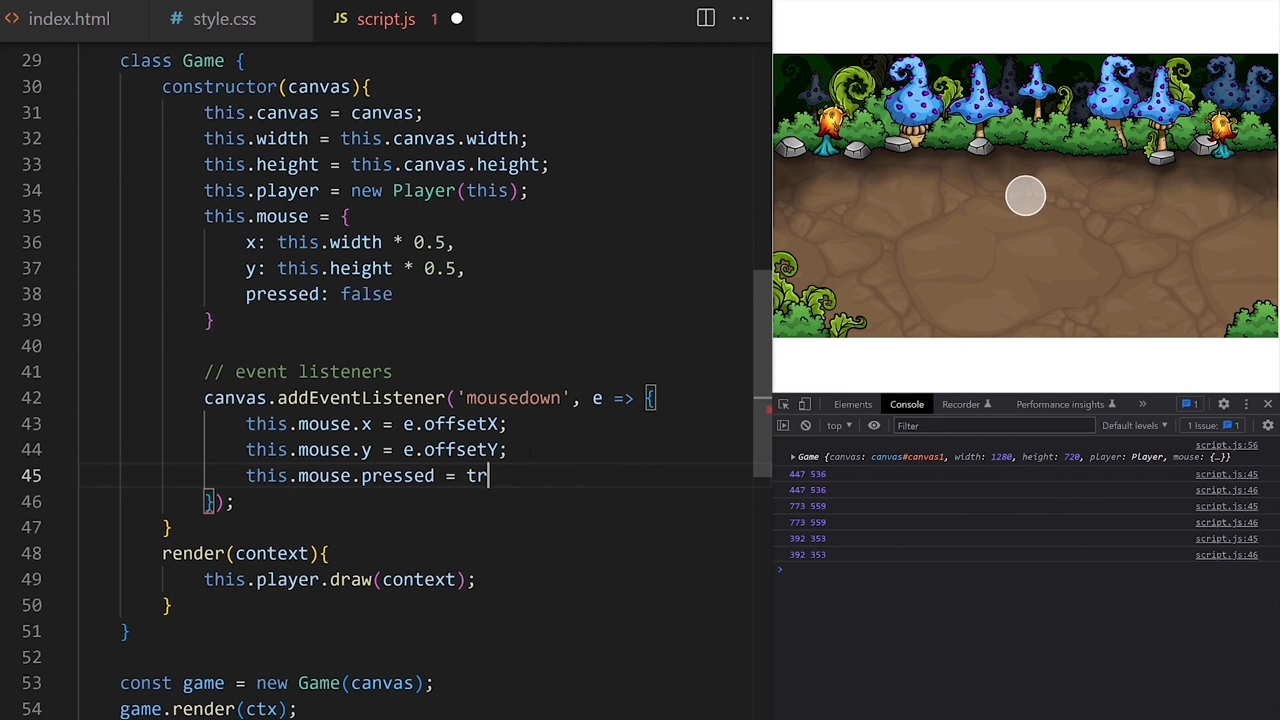 <> index.html
# style.css
JS script.js 1
29 class Game {
30 constructor(canvas){
31 this.canvas = canvas;
32 this.width = this.canvas.width;
33 this.height = this.canvas.height;
34 this.player = new Player(this);
35 this.mouse = {
36 x: this.width * 0.5,
37 y: this.height * 0.5,
38 pressed: false
39 }
40
41 // event listeners
42 canvas.addEventListener('mousedown', e => {
43 this.mouse.x = e.offsetX;
44 this.mouse.y = e.offsetY;
45 this.mouse.pressed = tr
46 });
47 }
48 render(context){
49 this.player.draw(context);
50 }
51 }
52
53 const game = new Game(canvas);
54 game.render(ctx);
Elements Console Recorder Performance insights » 1
top Filter Default levels 1 Issue: 1
script.js:56
Game {canvas: canvas#canvas1, width: 1280, height: 720, player: Player, mouse: {…}}
447 536 script.js:45
447 536 script.js:46
773 559 script.js:45
773 559 script.js:46
392 353 script.js:45
392 353 script.js:46